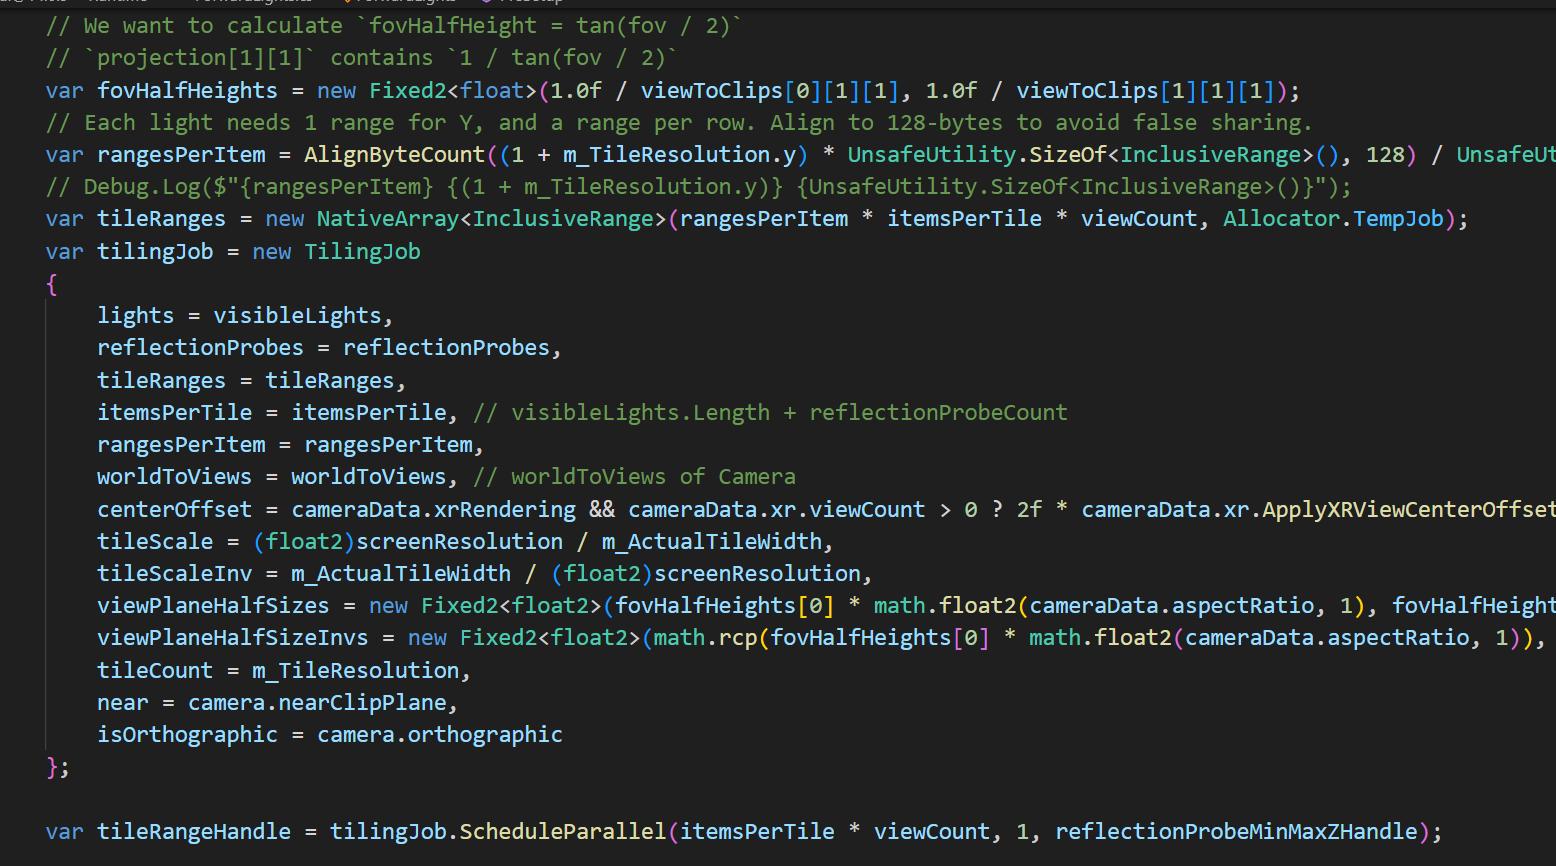 // We want to calculate `fovHalfHeight = tan(fov / 2)`
// `projection[1][1]` contains `1 / tan(fov / 2)`
var fovHalfHeights = new Fixed2<float>(1.0f / viewToClips[0][1][1], 1.0f / viewToClips[1][1][1]);
// Each light needs 1 range for Y, and a range per row. Align to 128-bytes to avoid false sharing.
var rangesPerItem = AlignByteCount((1 + m_TileResolution.y) * UnsafeUtility.SizeOf<InclusiveRange>(), 128) / UnsafeUt
// Debug.Log($"{rangesPerItem} {(1 + m_TileResolution.y)} {UnsafeUtility.SizeOf<InclusiveRange>()}");
var tileRanges = new NativeArray<InclusiveRange>(rangesPerItem * itemsPerTile * viewCount, Allocator.TempJob);
var tilingJob = new TilingJob
{
lights = visibleLights,
reflectionProbes = reflectionProbes,
tileRanges = tileRanges,
itemsPerTile = itemsPerTile, // visibleLights.Length + reflectionProbeCount
rangesPerItem = rangesPerItem,
worldToViews = worldToViews, // worldToViews of Camera
centerOffset = cameraData.xrRendering && cameraData.xr.viewCount > 0 ? 2f * cameraData.xr.ApplyXRViewCenterOffset
tileScale = (float2)screenResolution / m_ActualTileWidth,
tileScaleInv = m_ActualTileWidth / (float2)screenResolution,
viewPlaneHalfSizes = new Fixed2<float2>(fovHalfHeights[0] * math.float2(cameraData.aspectRatio, 1), fovHalfHeight
viewPlaneHalfSizeInvs = new Fixed2<float2>(math.rcp(fovHalfHeights[0] * math.float2(cameraData.aspectRatio, 1)),
tileCount = m_TileResolution,
near = camera.nearClipPlane,
isOrthographic = camera.orthographic
};
var tileRangeHandle = tilingJob.ScheduleParallel(itemsPerTile * viewCount, 1, reflectionProbeMinMaxZHandle);